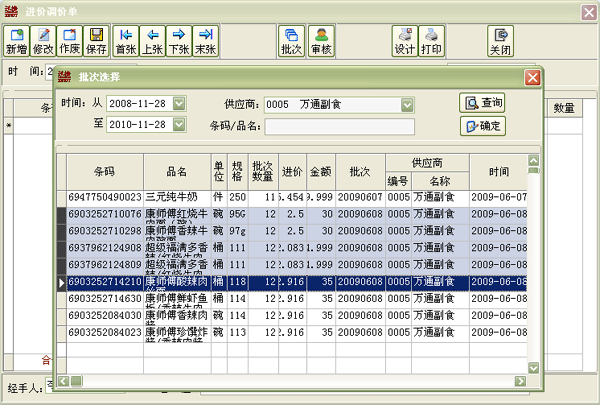 进价调价单
新增 修改 作废 保存 首张 上张 下张 末张 批次 审核 设计 打印 关闭
时 间:
批次选择
时间: 从 2008-11-28 供应商: 0005 万通副食 查询
至 2010-11-28 条码/品名: 确定
数量
条码 品名 单位 规格 批次数量 进价 金额 批次 供应商 编号 名称 时间
6947750490023 三元纯牛奶 件 250 11 .454 .999 20090607 0005 万通副食 2009-06-07
6903252710076 康师傅红烧牛 碗 95G 12 2.5 30 20090608 0005 万通副食 2009-06-08
6903252710298 康师傅香辣牛 碗 97g 12 2.5 30 20090608 0005 万通副食 2009-06-08
6937962124908 超级福满多香 桶 111 12 2.083 1.999 20090608 0005 万通副食 2009-06-08
6937962124809 超级福满多香 桶 111 12 2.083 1.999 20090608 0005 万通副食 2009-06-08
6903252714210 康师傅酸辣肉 桶 118 12 2.916 35 20090608 0005 万通副食 2009-06-08
6903252714630 康师傅鲜虾鱼 桶 114 12 2.916 35 20090608 0005 万通副食 2009-06-08
6903252084030 康师傅香辣肉酱 碗 114 12 2.916 35 20090608 0005 万通副食 2009-06-08
6903252084023 康师傅珍馔炸 碗 113 12 2.916 35 20090608 0005 万通副食 2009-06-08
合
经手人: